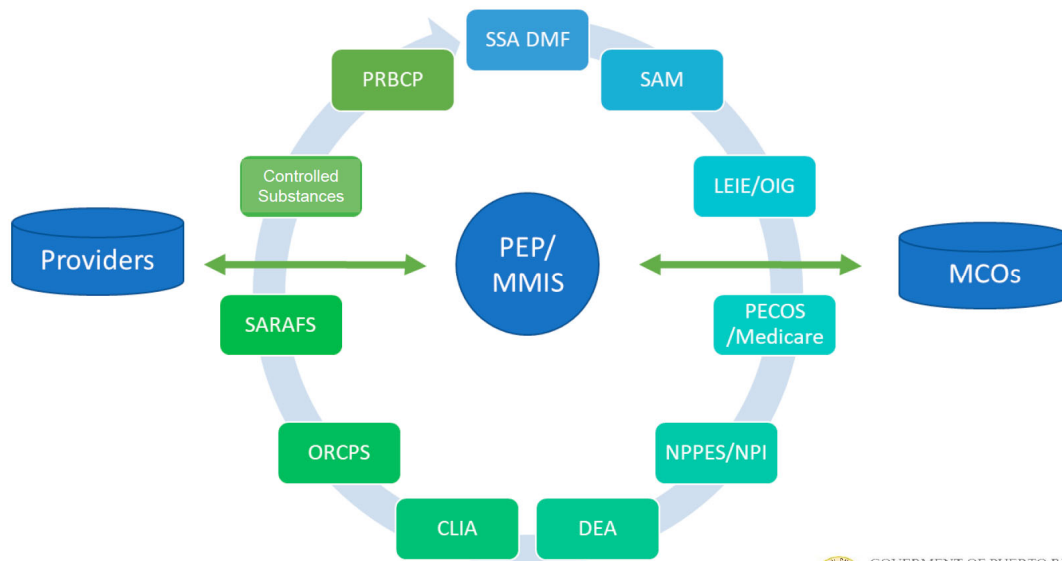 SSA DMF
PRBCP
SAM
Controlled
Substances
LEIE/OIG
Providers
PEP/
MMIS
MCOs
SARAFS
PECOS
/Medicare
ORCPS
NPPES/NPI
CLIA
DEA